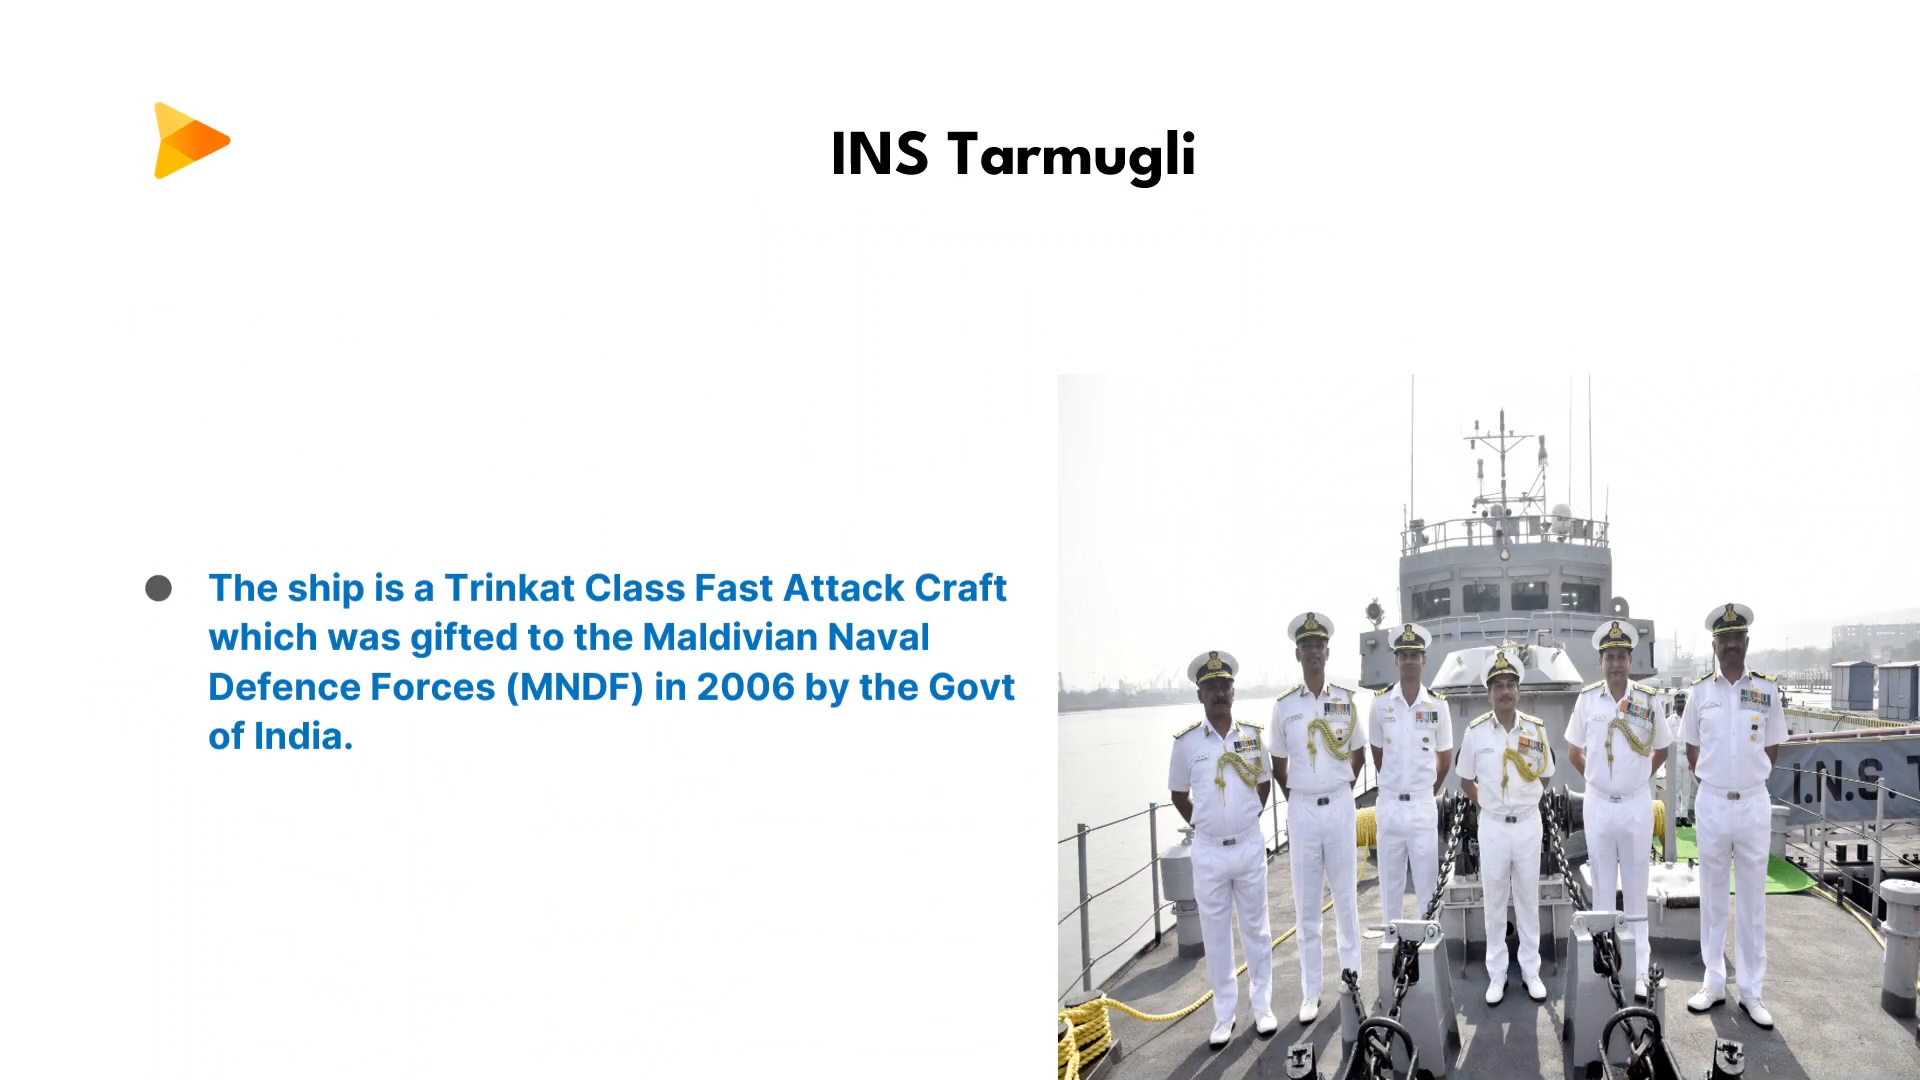 INS Tarmugli
● The ship is a Trinkat Class Fast Attack Craft
which was gifted to the Maldivian Naval
Defence Forces (MNDF) in 2006 by the Govt
of India.
I.N.S.